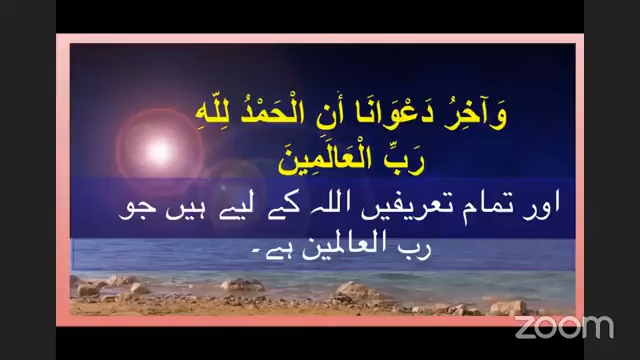 وَآخِرُ دَعْوَانَا أَنِ الْحَمْدُ لِلّهِ
رَبِّ الْعَالَمِينَ
اور تمام تعریفیں اللہ کے لیے ہیں جو
رب العالمین ہے۔
zoom